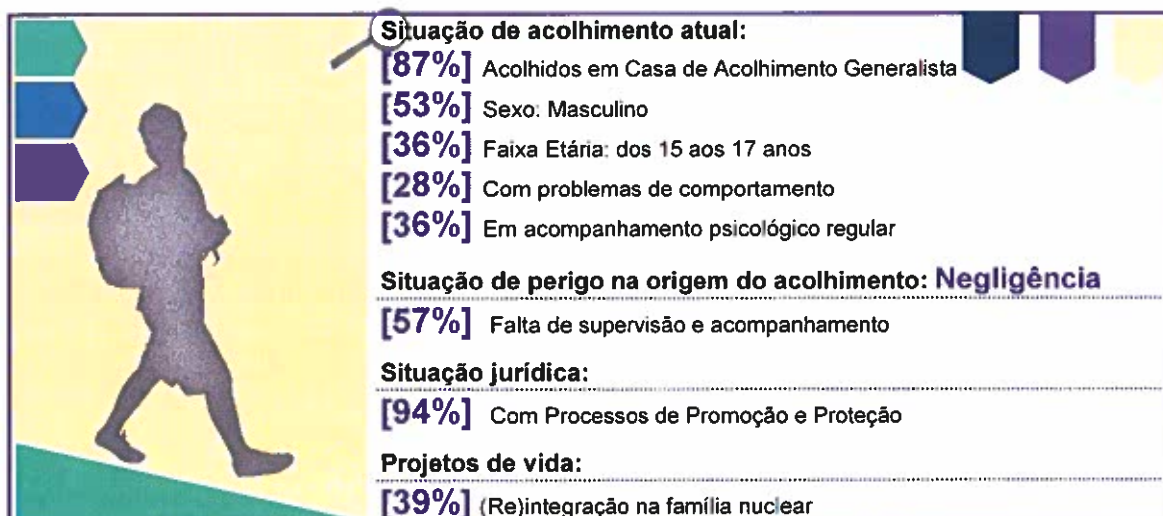 Situação de acolhimento atual:
[87%] Acolhidos em Casa de Acolhimento Generalista
[53%] Sexo: Masculino
[36%] Faixa Etária: dos 15 aos 17 anos
[28%] Com problemas de comportamento
[36%] Em acompanhamento psicológico regular
Situação de perigo na origem do acolhimento: Negligência
[57%] Falta de supervisão e acompanhamento
Situação jurídica:
[94%] Com Processos de Promoção e Proteção
Projetos de vida:
[39%] (Re)integração na família nuclear